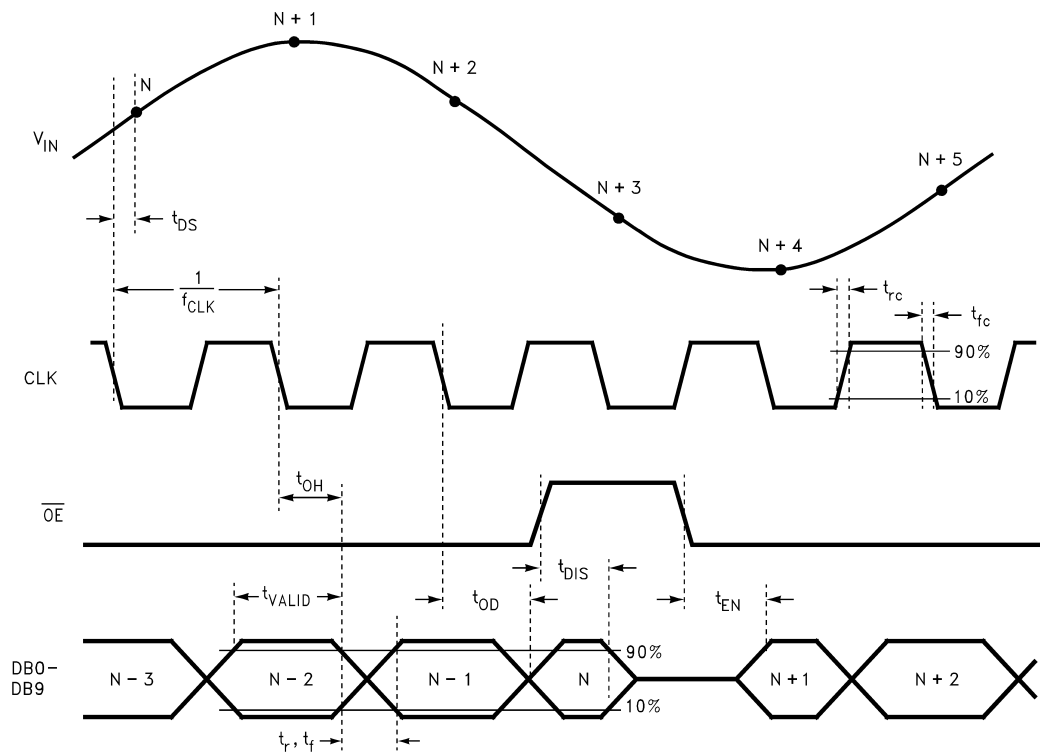 N + 1
N + 2
N
V_IN
N + 5
N + 3
t_DS
N + 4
1
f_CLK
t_rc
t_fc
90%
CLK
10%
t_OH
O̅E̅
t_DIS
t_VALID
t_OD
t_EN
90%
DB0-
DB9
N - 3
N - 2
N - 1
N
N + 1
N + 2
10%
t_r, t_f